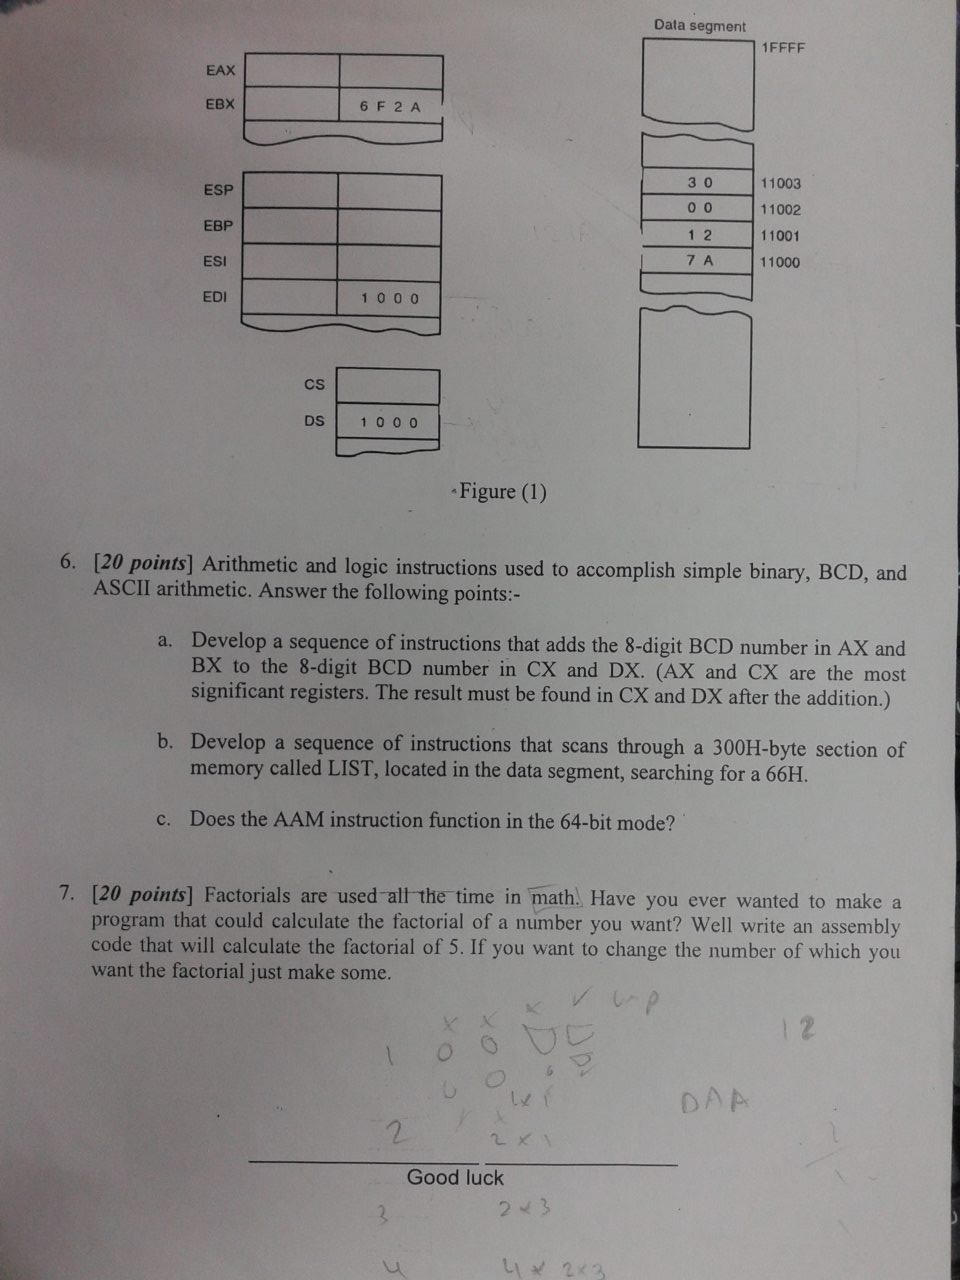 Data segment
1FFFF
EAX
EBX 6 F 2 A
ESP
EBP
ESI
EDI 1 0 0 0
3 0 11003
0 0 11002
1 2 11001
7 A 11000
CS
DS 1 0 0 0
Figure (1)
6. [20 points] Arithmetic and logic instructions used to accomplish simple binary, BCD, and
ASCII arithmetic. Answer the following points:-
a. Develop a sequence of instructions that adds the 8-digit BCD number in AX and
BX to the 8-digit BCD number in CX and DX. (AX and CX are the most
significant registers. The result must be found in CX and DX after the addition.)
b. Develop a sequence of instructions that scans through a 300H-byte section of
memory called LIST, located in the data segment, searching for a 66H.
c. Does the AAM instruction function in the 64-bit mode?
7. [20 points] Factorials are used all the time in math. Have you ever wanted to make a
program that could calculate the factorial of a number you want? Well write an assembly
code that will calculate the factorial of 5. If you want to change the number of which you
want the factorial just make some.
12
1
DAA
2 2 x 1
Good luck
3 2 x 3
4 4 x 2x3